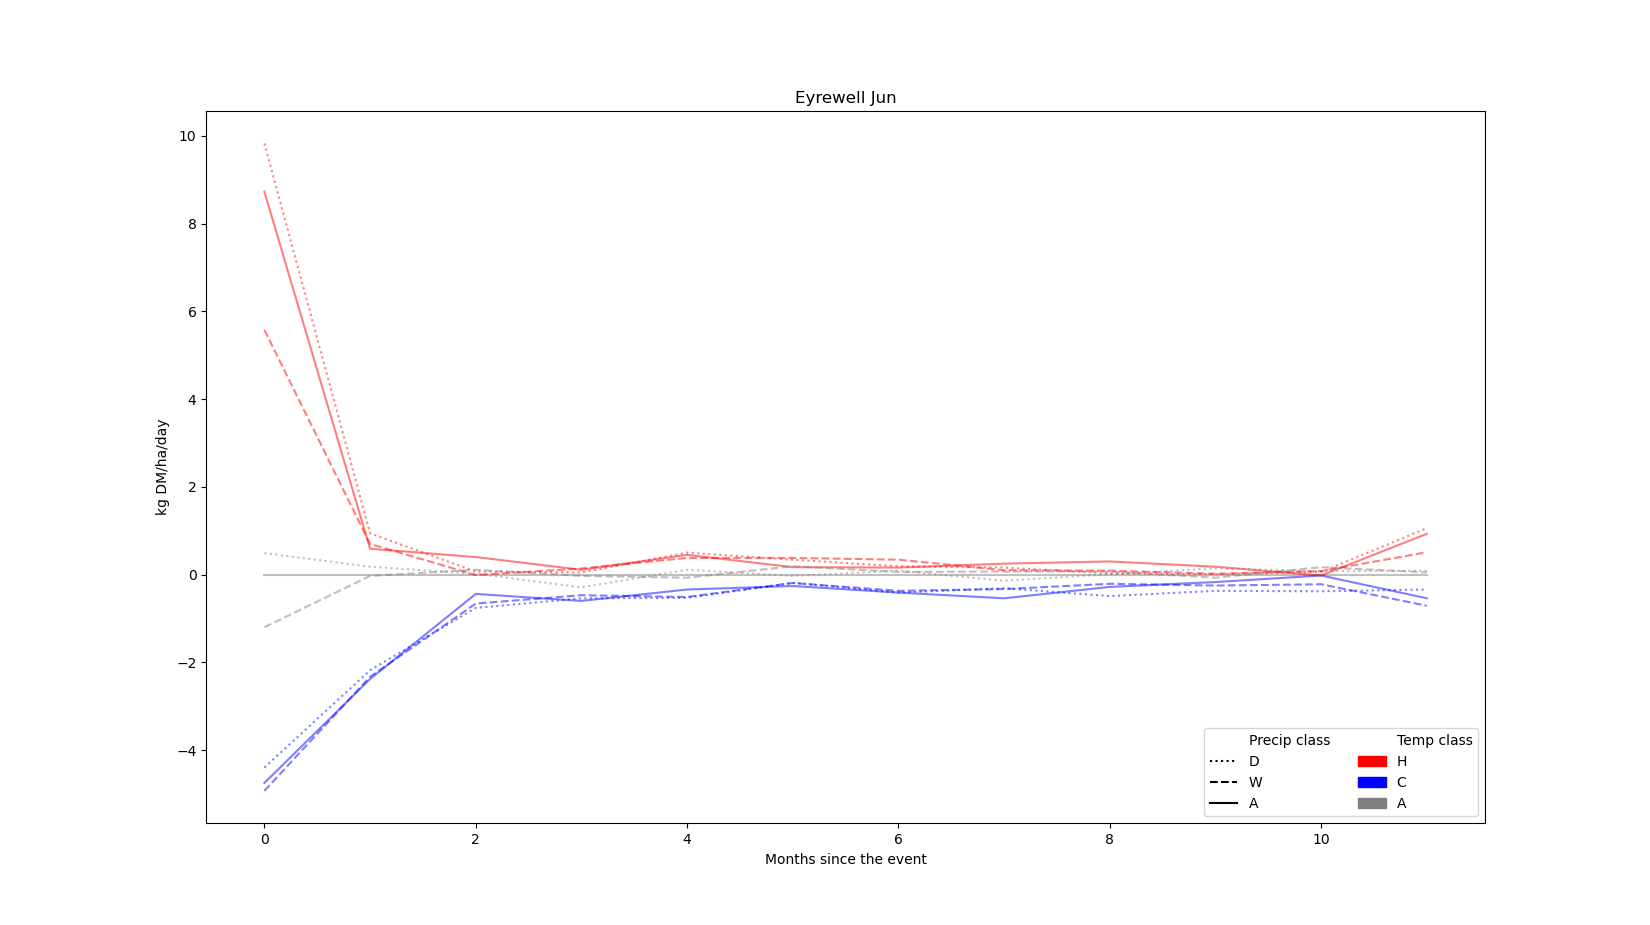 Eyrewell Jun
10
8
6
4
2
0
−2
−4
kg DM/ha/day
0 2 4 6 8 10
Months since the event
Precip class Temp class
D H
W C
A A